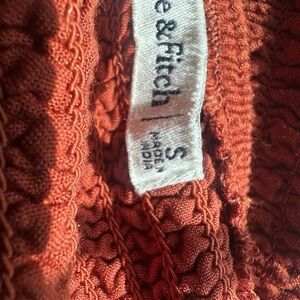 e & Fitch | S
MADE IN
INDIA